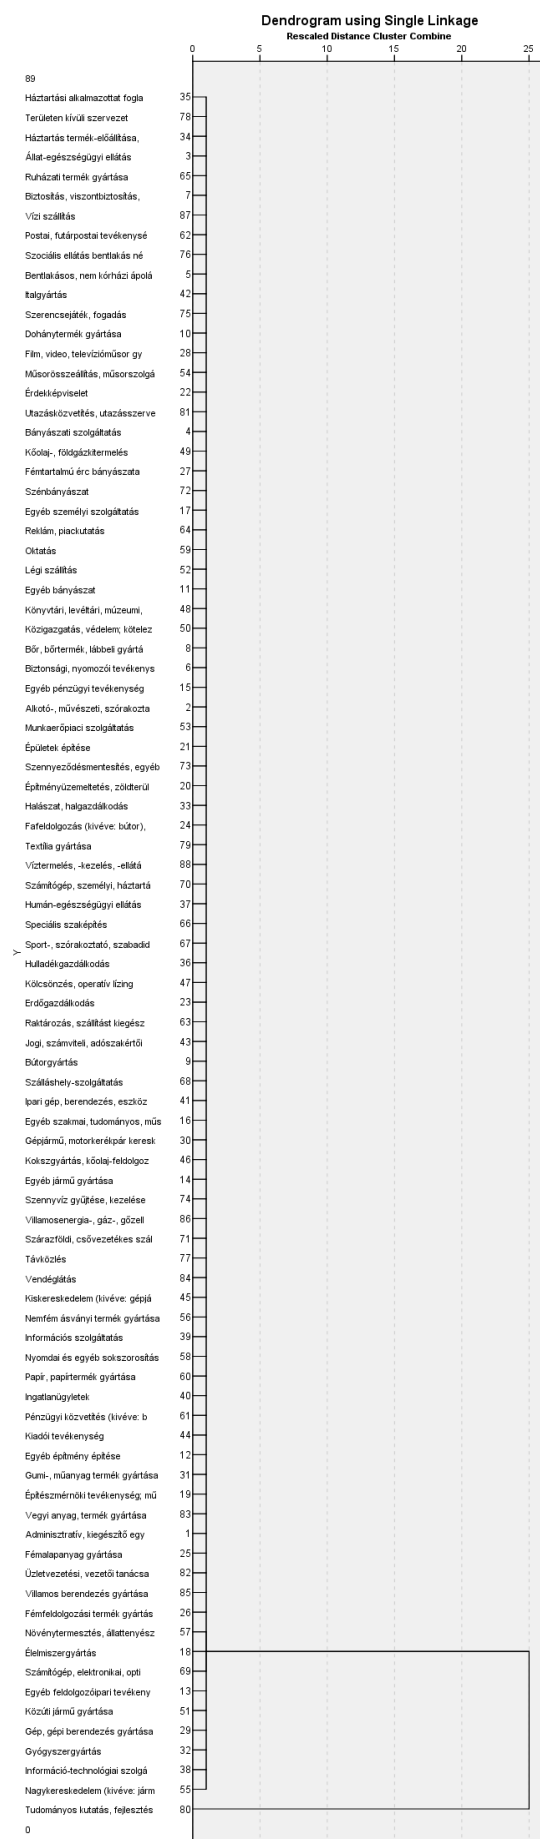 Dendrogram using Single Linkage
Rescaled Distance Cluster Combine
0 5 10 15 20 25
89
Háztartási alkalmazottat fogla 35
Területen kívüli szervezet 78
Háztartás termék-előállítása, 34
Állat-egészségügyi ellátás 3
Ruházati termék gyártása 65
Biztosítás, viszontbiztosítás, 7
Vízi szállítás 87
Postai, futárpostai tevékenysé 62
Szociális ellátás bentlakás né 76
Bentlakásos, nem kórházi ápolá 5
Italgyártás 42
Szerencsejáték, fogadás 75
Dohánytermék gyártása 10
Film, video, televízióműsor gy 28
Műsorösszeállítás, műsorszolgá 54
Érdekképviselet 22
Utazásközvetítés, utazásszerve 81
Bányászati szolgáltatás 4
Kőolaj-, földgázkitermelés 49
Fémtartalmú érc bányászata 27
Szénbányászat 72
Egyéb személyi szolgáltatás 17
Reklám, piackutatás 64
Oktatás 59
Légi szállítás 52
Egyéb bányászat 11
Könyvtári, levéltári, múzeumi, 48
Közigazgatás, védelem; kötelez 50
Bőr, bőrtermék, lábbeli gyártá 8
Biztonsági, nyomozói tevékenys 6
Egyéb pénzügyi tevékenység 15
Alkotó-, művészeti, szórakozta 2
Munkaerőpiaci szolgáltatás 53
Épületek építése 21
Szennyeződésmentesítés, egyéb 73
Építményüzemeltetés, zöldterül 20
Halászat, halgazdálkodás 33
Fafeldolgozás (kivéve: bútor), 24
Textília gyártása 79
Víztermelés, -kezelés, -ellátá 88
Számítógép, személyi, háztartá 70
Humán-egészségügyi ellátás 37
Speciális szaképítés 66
Sport-, szórakoztató, szabadid 67
Y
Hulladékgazdálkodás 36
Kölcsönzés, operatív lízing 47
Erdőgazdálkodás 23
Raktározás, szállítást kiegész 63
Jogi, számviteli, adószakértői 43
Bútorgyártás 9
Szálláshely-szolgáltatás 68
Ipari gép, berendezés, eszköz 41
Egyéb szakmai, tudományos, műs 16
Gépjármű, motorkerékpár keresk 30
Kokszgyártás, kőolaj-feldolgoz 46
Egyéb jármű gyártása 14
Szennyvíz gyűjtése, kezelése 74
Villamosenergia-, gáz-, gőzell 86
Szárazföldi, csővezetékes szál 71
Távközlés 77
Vendéglátás 84
Kiskereskedelem (kivéve: gépjá 45
Nemfém ásványi termék gyártása 56
Információs szolgáltatás 39
Nyomdai és egyéb sokszorosítás 58
Papír, papírtermék gyártása 60
Ingatlanügyletek 40
Pénzügyi közvetítés (kivéve: b 61
Kiadói tevékenység 44
Egyéb építmény építése 12
Gumi-, műanyag termék gyártása 31
Építészmérnöki tevékenység; mű 19
Vegyi anyag, termék gyártása 83
Adminisztratív, kiegészítő egy 1
Fémalapanyag gyártása 25
Üzletvezetési, vezetői tanácsa 82
Villamos berendezés gyártása 85
Fémfeldolgozási termék gyártás 26
Növénytermesztés, állattenyész 57
Élelmiszergyártás 18
Számítógép, elektronikai, opti 69
Egyéb feldolgozóipari tevékeny 13
Közúti jármű gyártása 51
Gép, gépi berendezés gyártása 29
Gyógyszergyártás 32
Információ-technológiai szolgá 38
Nagykereskedelem (kivéve: járm 55
Tudományos kutatás, fejlesztés 80
0